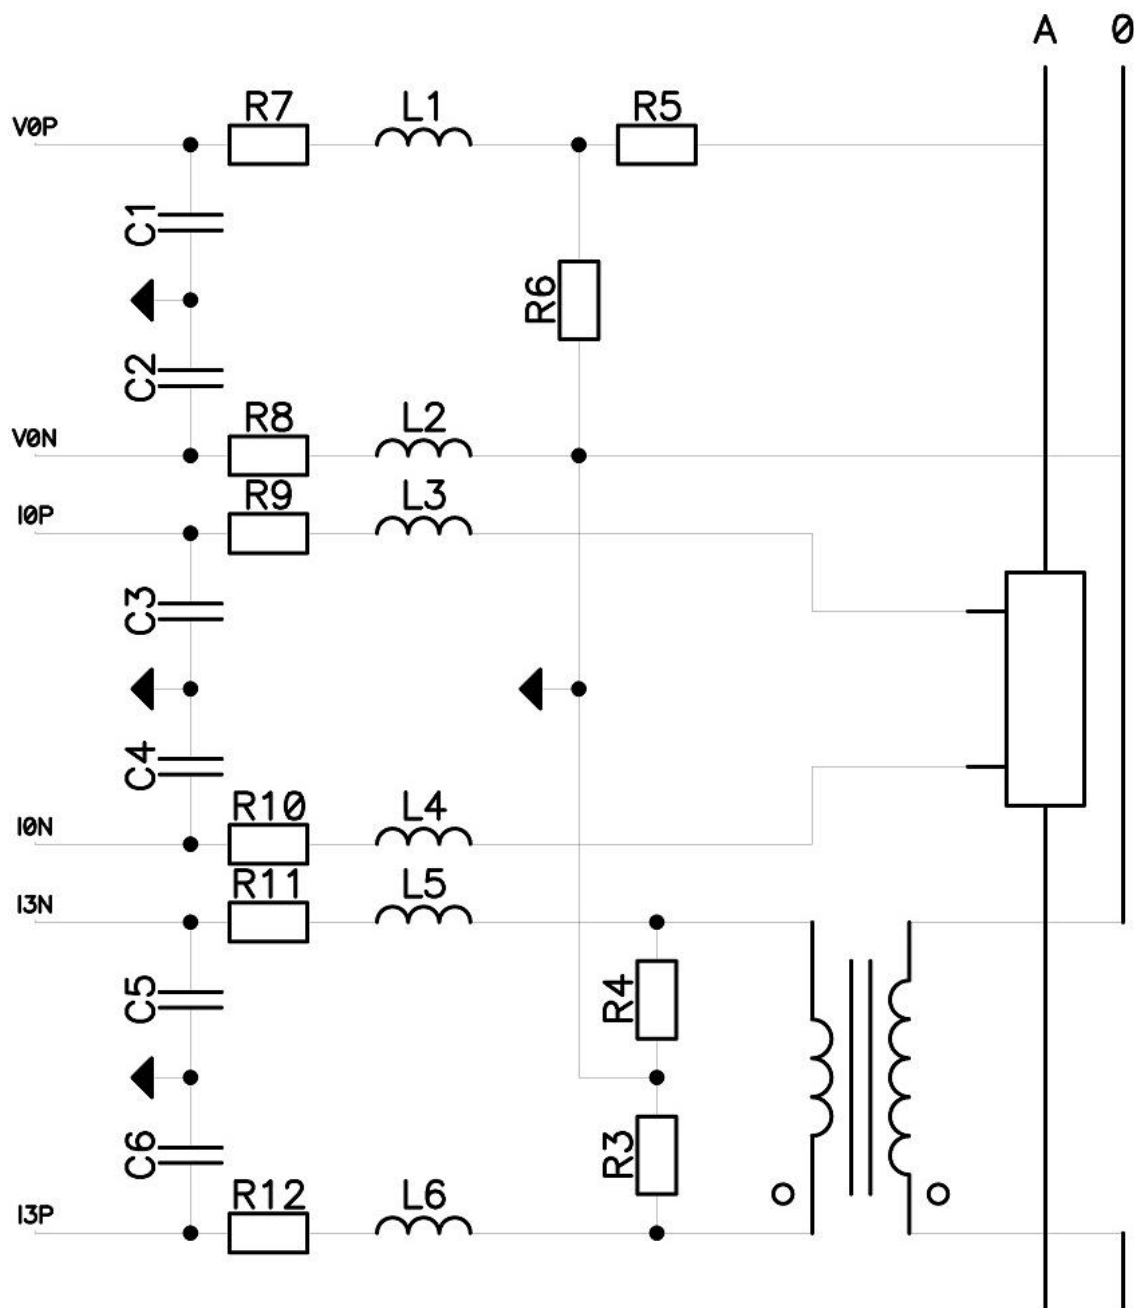 A 0
V0P
R7 L1 R5
C1
R6
C2
V0N
R8 L2
I0P
R9 L3
C3
C4
I0N
R10 L4
I3N
R11 L5
C5
R4
C6
R3
I3P
R12 L6